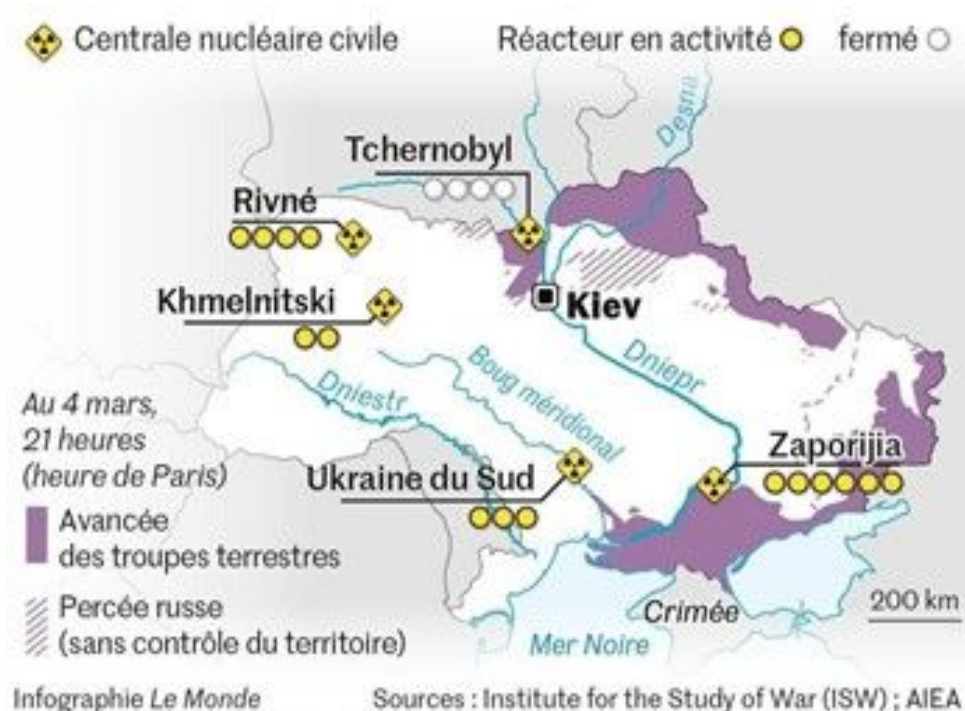 Centrale nucléaire civile
Réacteur en activité
fermé
Desna
Tchernobyl
Rivné
Khmelnitski
Kiev
Dniepr
Boug méridional
Dniestr
Au 4 mars,
21 heures
(heure de Paris)
Zaporijia
Ukraine du Sud
Avancée
des troupes terrestres
Percée russe
(sans contrôle du territoire)
Crimée
200 km
Mer Noire
Infographie Le Monde
Sources : Institute for the Study of War (ISW) ; AIEA